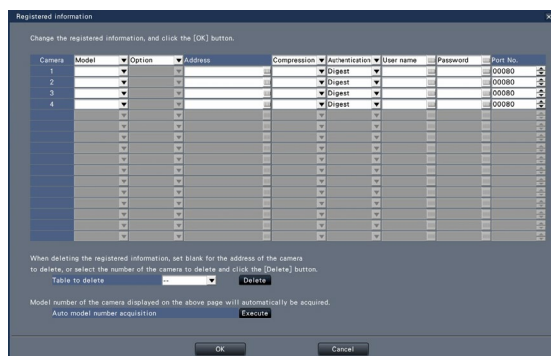 Registered information
Change the registered information, and click the [OK] button.
Camera Model Option Address Compression Authentication User name Password Port No.
1 Digest 00080
2 Digest 00080
3 Digest 00080
4 Digest 00080
When deleting the registered information, set blank for the address of the camera
to delete, or select the number of the camera to delete and click the [Delete] button.
Table to delete -- Delete
Model number of the camera displayed on the above page will automatically be acquired.
Auto model number acquisition Execute
OK Cancel